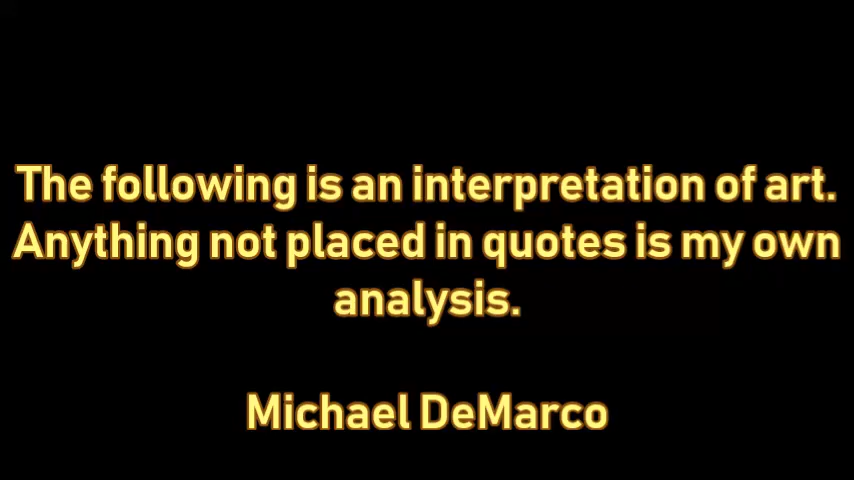 The following is an interpretation of art.
Anything not placed in quotes is my own
analysis.
Michael DeMarco